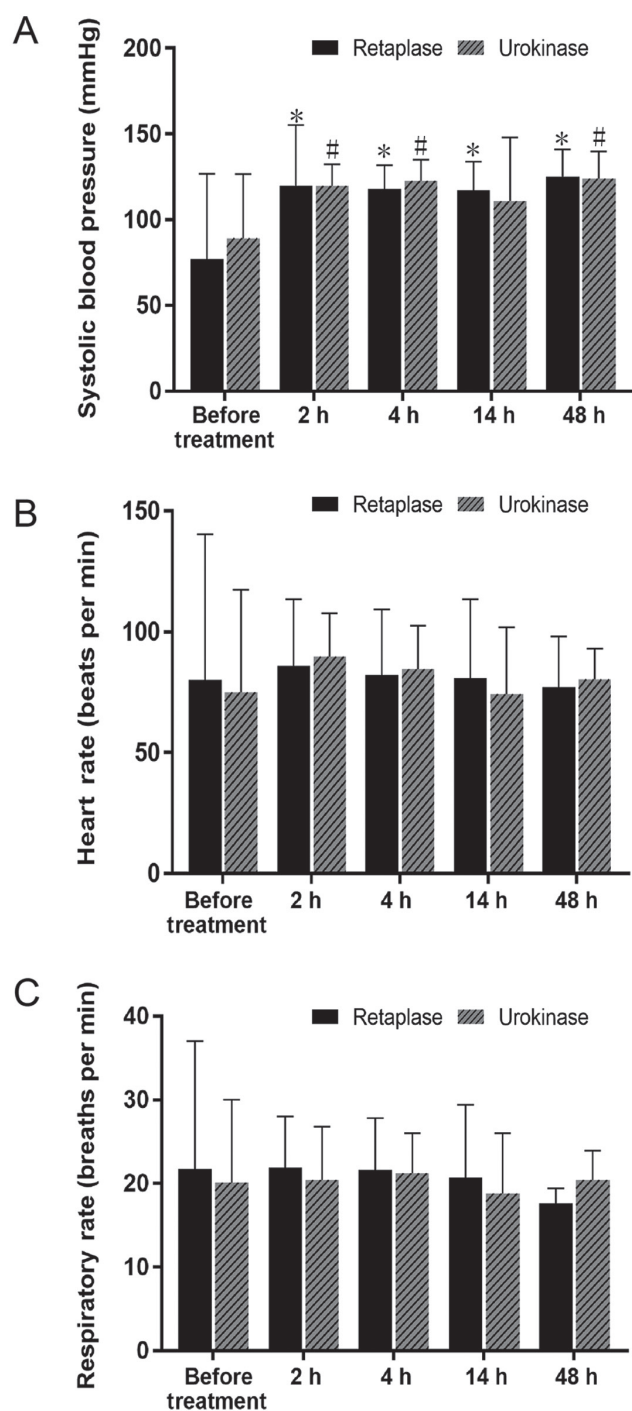 A
Systolic blood pressure (mmHg)
Retaplase Urokinase
200
150
100
50
0
* # * # * * #
Before treatment 2 h 4 h 14 h 48 h
B
Heart rate (beats per min)
Retaplase Urokinase
150
100
50
0
Before treatment 2 h 4 h 14 h 48 h
C
Respiratory rate (breaths per min)
Retaplase Urokinase
40
30
20
10
0
Before treatment 2 h 4 h 14 h 48 h